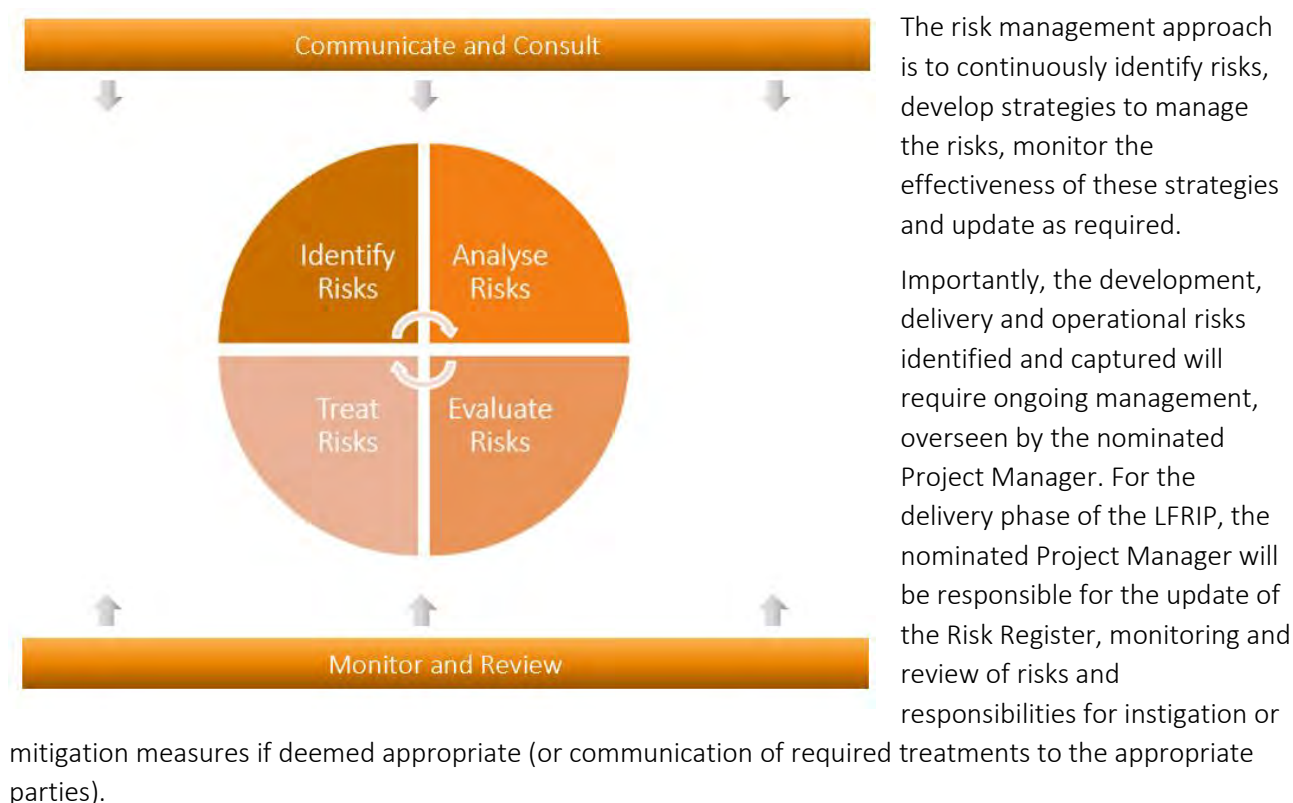 Communicate and Consult
Identify
Risks
Analyse
Risks
Treat
Risks
Evaluate
Risks
Monitor and Review
The risk management approach
is to continuously identify risks,
develop strategies to manage
the risks, monitor the
effectiveness of these strategies
and update as required.
Importantly, the development,
delivery and operational risks
identified and captured will
require ongoing management,
overseen by the nominated
Project Manager. For the
delivery phase of the LFRIP, the
nominated Project Manager will
be responsible for the update of
the Risk Register, monitoring and
review of risks and
responsibilities for instigation or
mitigation measures if deemed appropriate (or communication of required treatments to the appropriate
parties).